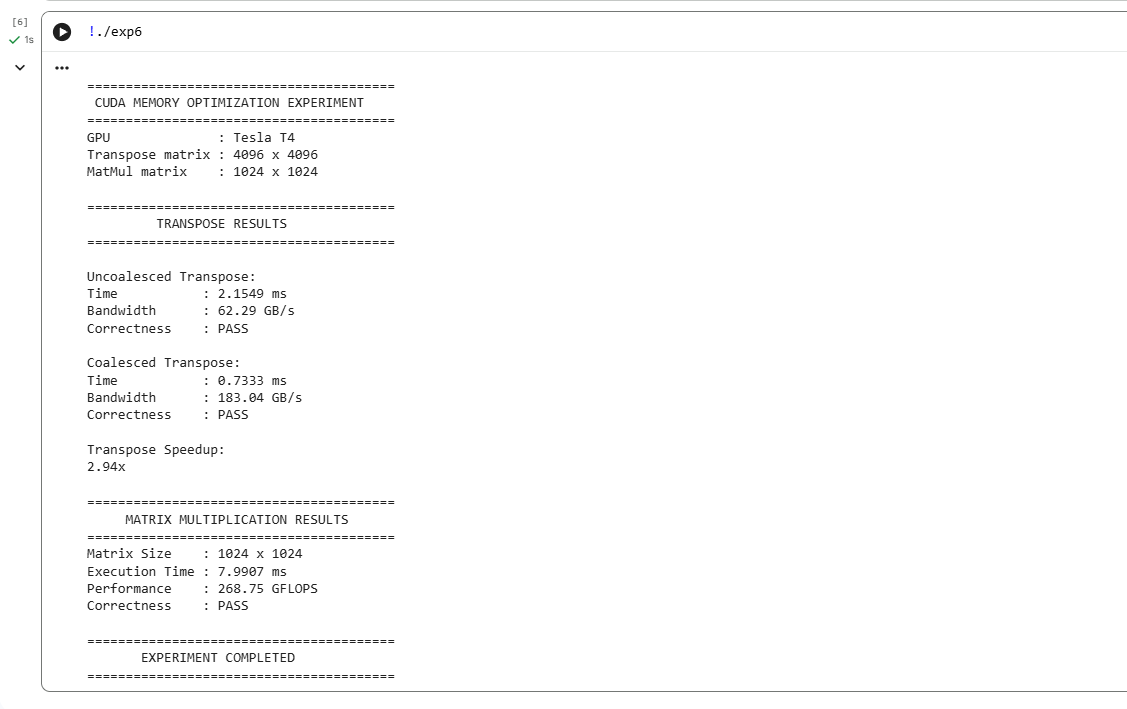 [6]
1s
!./exp6
========================================
CUDA MEMORY OPTIMIZATION EXPERIMENT
========================================
GPU              : Tesla T4
Transpose matrix : 4096 x 4096
MatMul matrix    : 1024 x 1024
========================================
TRANSPOSE RESULTS
========================================
Uncoalesced Transpose:
Time           : 2.1549 ms
Bandwidth      : 62.29 GB/s
Correctness    : PASS
Coalesced Transpose:
Time           : 0.7333 ms
Bandwidth      : 183.04 GB/s
Correctness    : PASS
Transpose Speedup:
2.94x
========================================
MATRIX MULTIPLICATION RESULTS
========================================
Matrix Size    : 1024 x 1024
Execution Time : 7.9907 ms
Performance    : 268.75 GFLOPS
Correctness    : PASS
========================================
EXPERIMENT COMPLETED
========================================